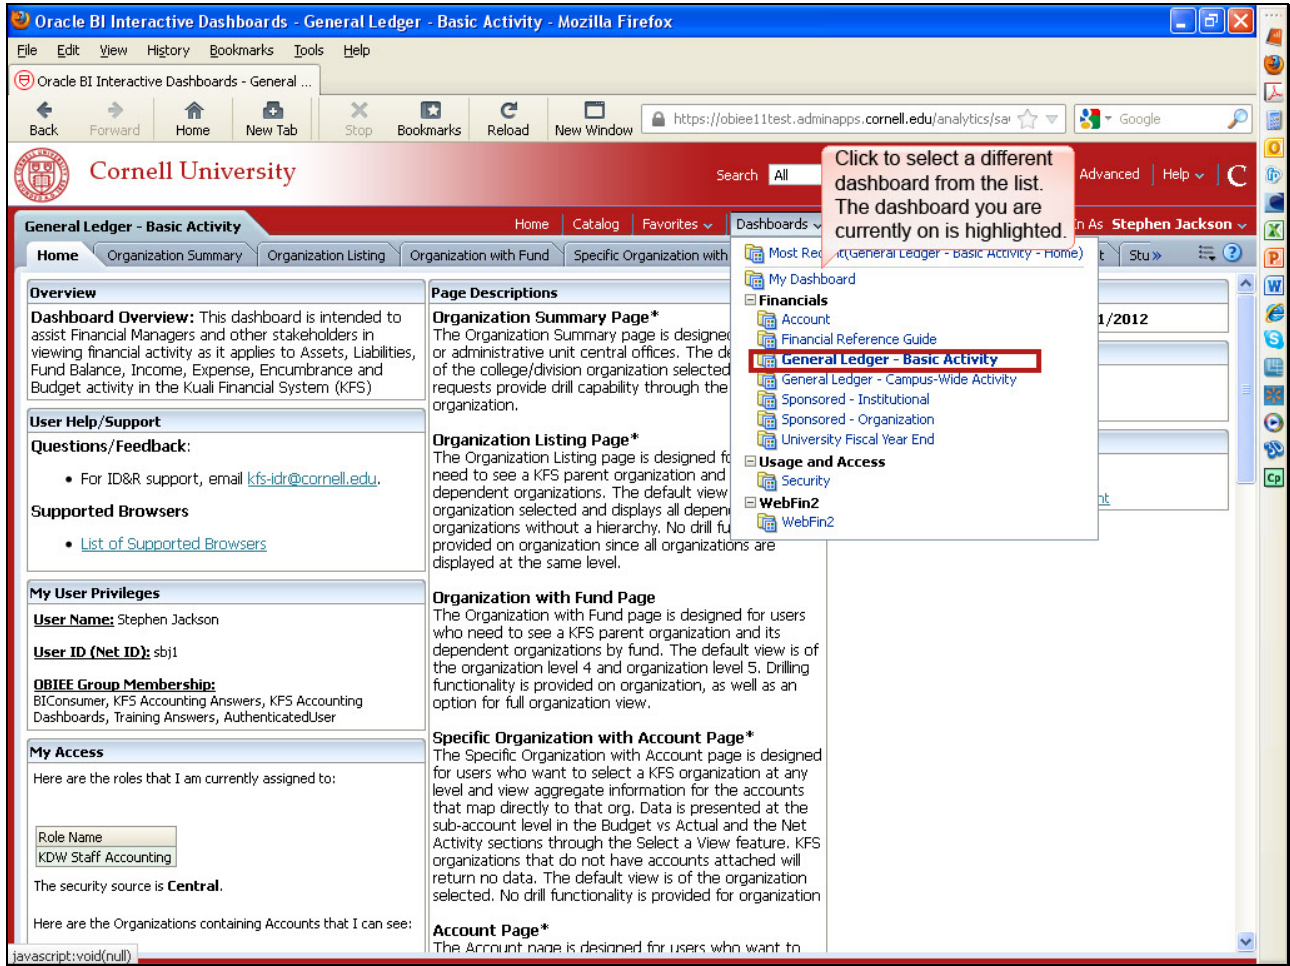 Oracle BI Interactive Dashboards - General Ledger - Basic Activity - Mozilla Firefox
File Edit View History Bookmarks Tools Help
Oracle BI Interactive Dashboards - General ...
Back Forward Home New Tab Stop Bookmarks Reload New Window https://obiee11test.adminapps.cornell.edu/analytics/sa Google
Cornell University
Search All Advanced Help
Click to select a different
dashboard from the list.
The dashboard you are
currently on is highlighted.
General Ledger - Basic Activity
Home Catalog Favorites Dashboards In As Stephen Jackson
Home Organization Summary Organization Listing Organization with Fund Specific Organization with t Stu »
Most Recent(General Ledger - Basic Activity - Home)
My Dashboard
Financials
Account
Financial Reference Guide
General Ledger - Basic Activity
General Ledger - Campus-Wide Activity
Sponsored - Institutional
Sponsored - Organization
University Fiscal Year End
Usage and Access
Security
WebFin2
WebFin2
Overview
Dashboard Overview: This dashboard is intended to
assist Financial Managers and other stakeholders in
viewing financial activity as it applies to Assets, Liabilities,
Fund Balance, Income, Expense, Encumbrance and
Budget activity in the Kuali Financial System (KFS)
User Help/Support
Questions/Feedback:
• For ID&R support, email kfs-idr@cornell.edu.
Supported Browsers
• List of Supported Browsers
My User Privileges
User Name: Stephen Jackson
User ID (Net ID): sbj1
OBIEE Group Membership:
BIConsumer, KFS Accounting Answers, KFS Accounting
Dashboards, Training Answers, AuthenticatedUser
My Access
Here are the roles that I am currently assigned to:
Role Name
KDW Staff Accounting
The security source is Central.
Here are the Organizations containing Accounts that I can see:
Page Descriptions
Organization Summary Page*
The Organization Summary page is designe
or administrative unit central offices. The de
of the college/division organization selected
requests provide drill capability through the
organization.
Organization Listing Page*
The Organization Listing page is designed fo
need to see a KFS parent organization and
dependent organizations. The default view
organization selected and displays all depen
organizations without a hierarchy. No drill fu
provided on organization since all organizations are
displayed at the same level.
Organization with Fund Page
The Organization with Fund page is designed for users
who need to see a KFS parent organization and its
dependent organizations by fund. The default view is of
the organization level 4 and organization level 5. Drilling
functionality is provided on organization, as well as an
option for full organization view.
Specific Organization with Account Page*
The Specific Organization with Account page is designed
for users who want to select a KFS organization at any
level and view aggregate information for the accounts
that map directly to that org. Data is presented at the
sub-account level in the Budget vs Actual and the Net
Activity sections through the Select a View feature. KFS
organizations that do not have accounts attached will
return no data. The default view is of the organization
selected. No drill functionality is provided for organization
Account Page*
The Account page is designed for users who want to
1/2012
nt
javascript:void(null)